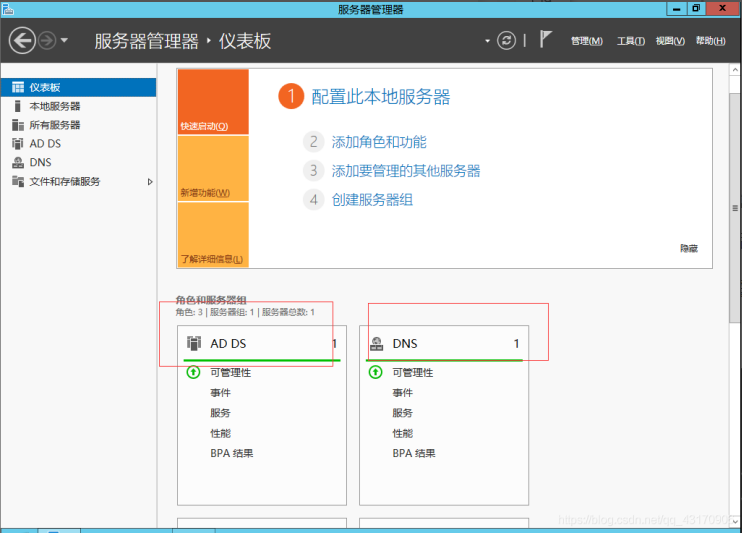 服务器管理器
服务器管理器 · 仪表板
管理(M) 工具(T) 视图(V) 帮助(H)
仪表板
本地服务器
所有服务器
AD DS
DNS
文件和存储服务
快速启动(Q)
新增功能(W)
了解详细信息(L)
1 配置此本地服务器
2 添加角色和功能
3 添加要管理的其他服务器
4 创建服务器组
隐藏
角色和服务器组
角色: 3 | 服务器组: 1 | 服务器总数: 1
AD DS 1
可管理性
事件
服务
性能
BPA 结果
DNS 1
可管理性
事件
服务
性能
BPA 结果